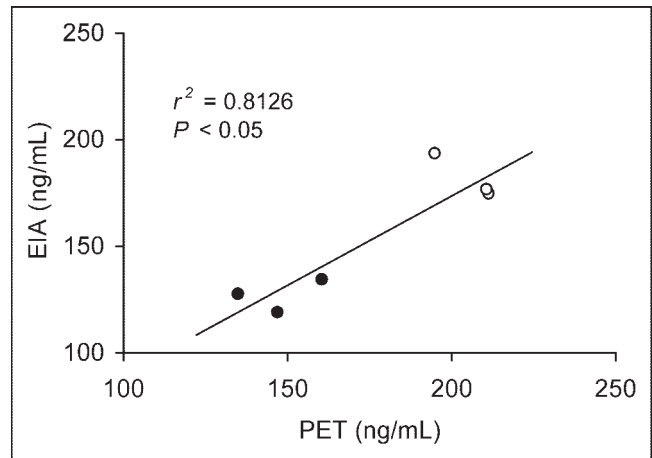 250
200
150
100
EIA (ng/mL)
r² = 0.8126
P < 0.05
100 150 200 250
PET (ng/mL)